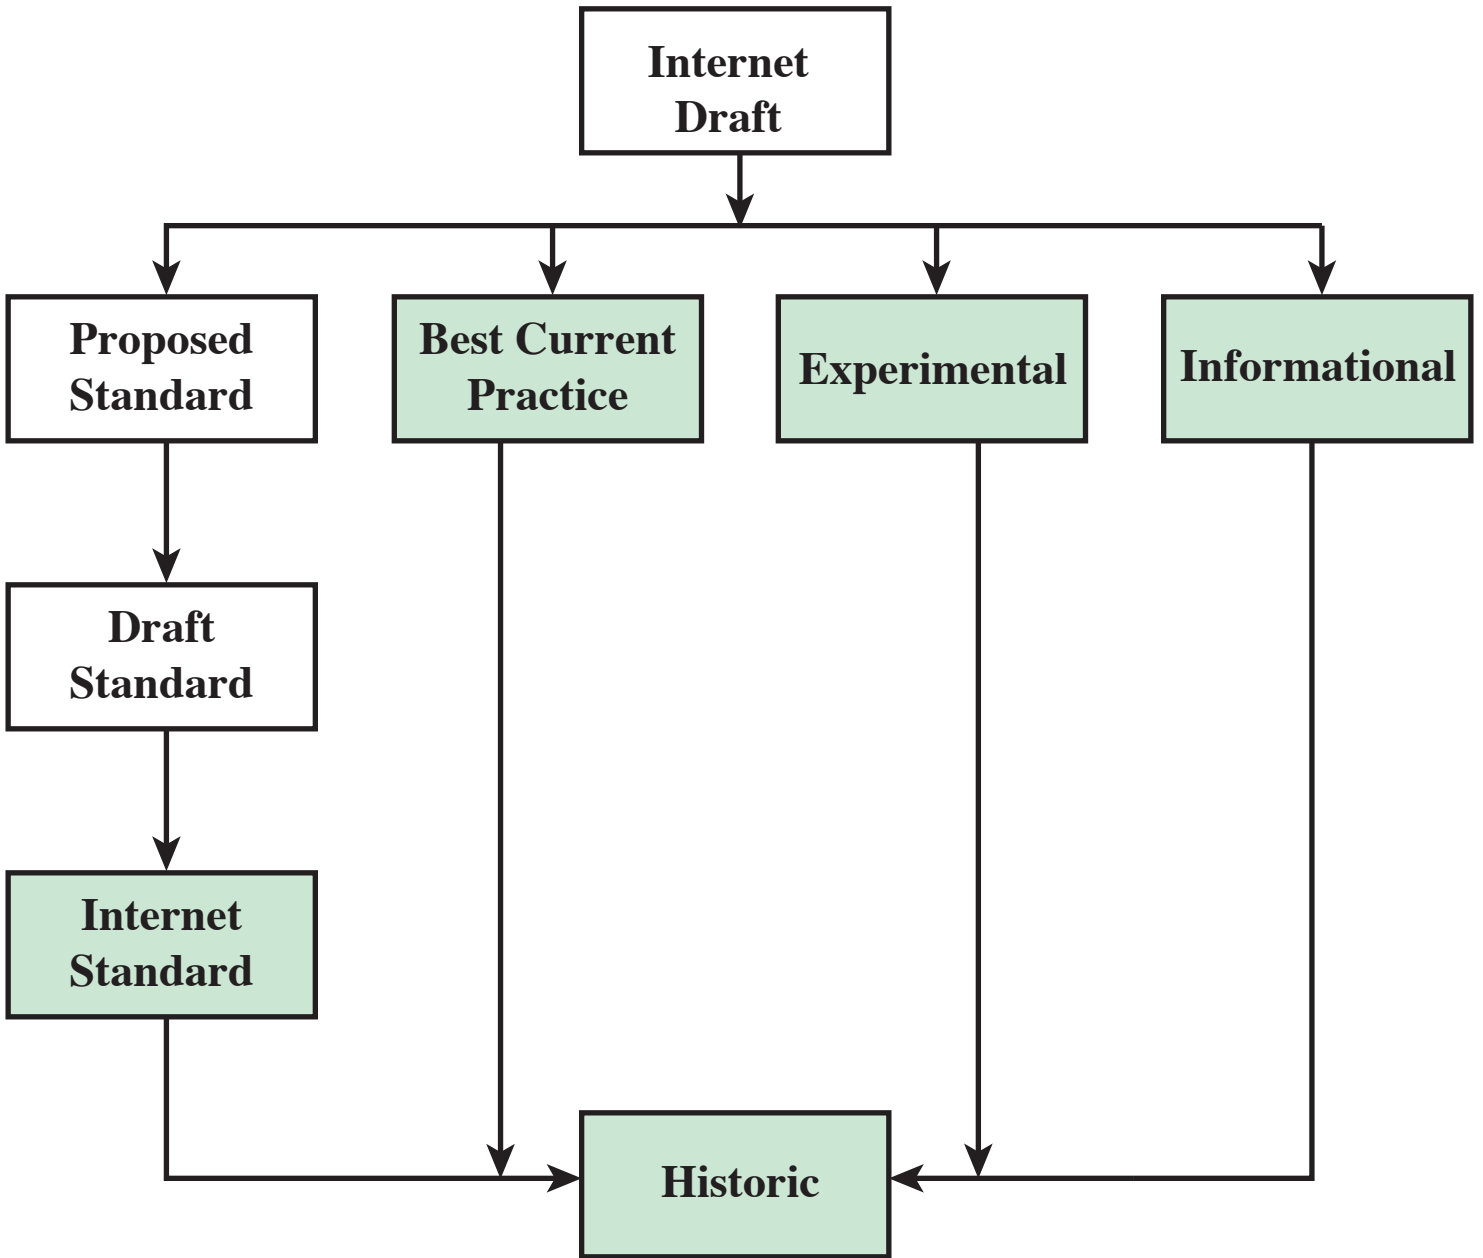 Internet
Draft
Proposed
Standard
Best Current
Practice
Experimental
Informational
Draft
Standard
Internet
Standard
Historic